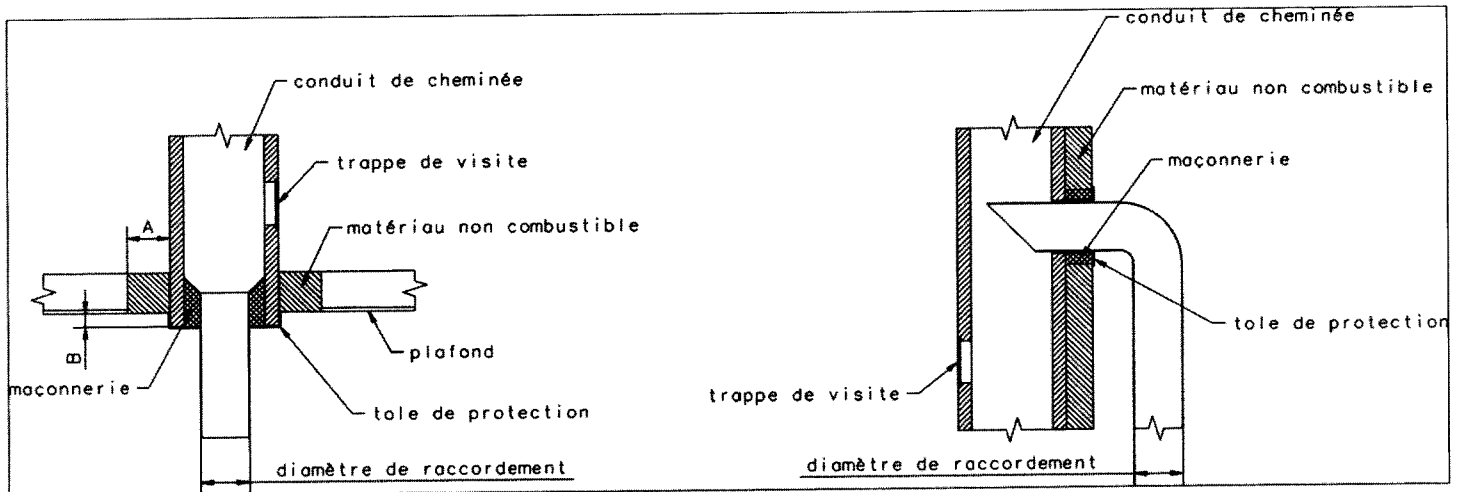 conduit de cheminée
trappe de visite
A
matériau non combustible
B
plafond
maçonnerie
tole de protection
diamètre de raccordement
conduit de cheminée
matériau non combustible
maçonnerie
tole de protection
trappe de visite
diamètre de raccordement